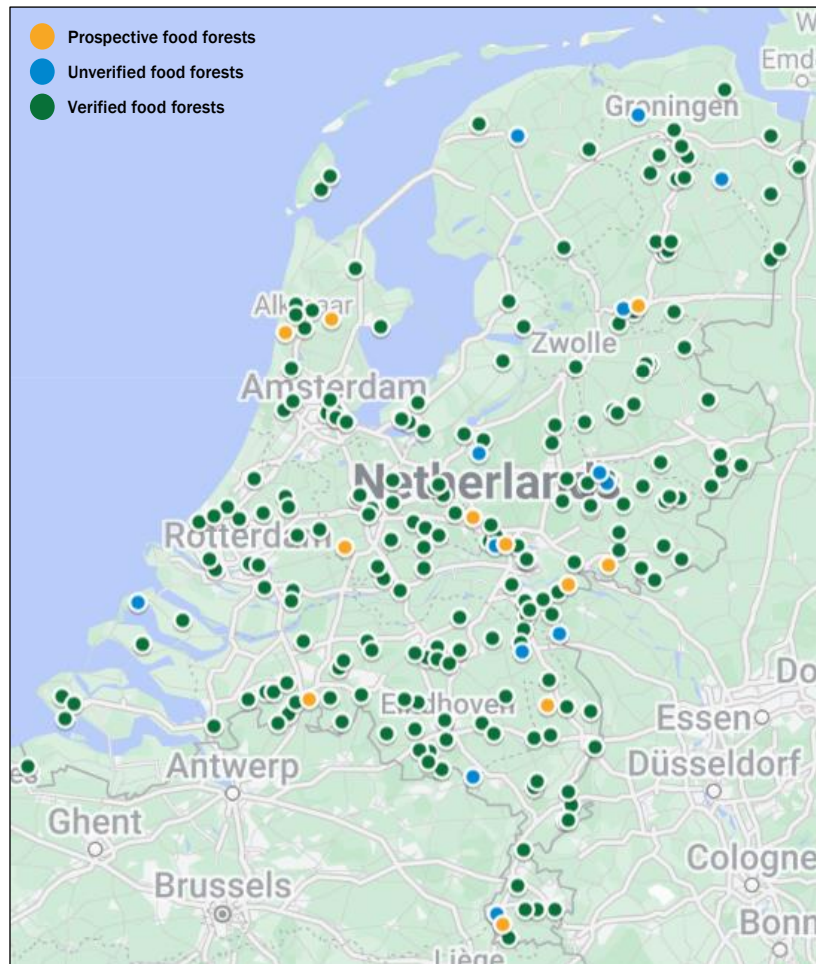 Prospective food forests
Unverified food forests
Verified food forests
Groningen
Zwolle
Amsterdam
Netherlands
Rotterdam
Eindhoven
Essen
Düsseldorf
Antwerp
Ghent
Cologne
Brussels
Bonn
Liège